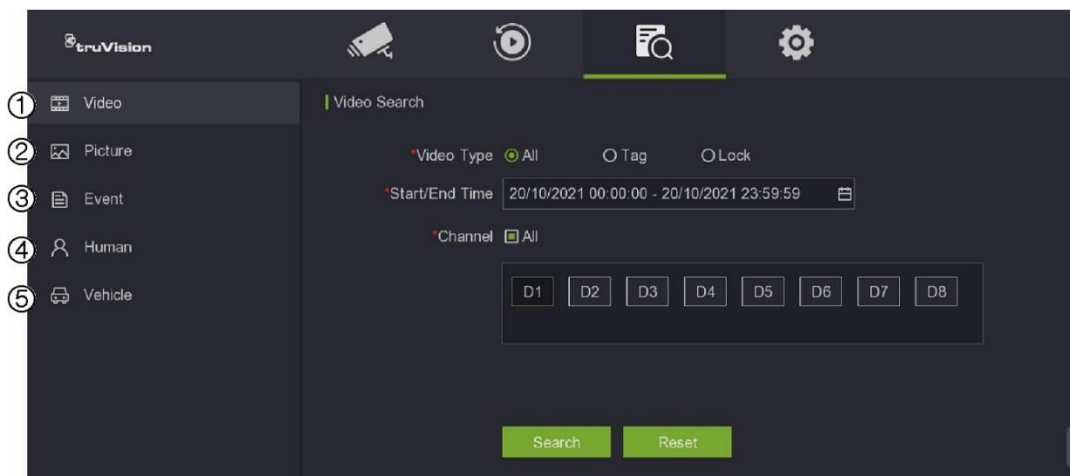 truVision
① Video
② Picture
③ Event
④ Human
⑤ Vehicle
Video Search
*Video Type All Tag Lock
*Start/End Time 20/10/2021 00:00:00 - 20/10/2021 23:59:59
*Channel All
D1 D2 D3 D4 D5 D6 D7 D8
Search Reset